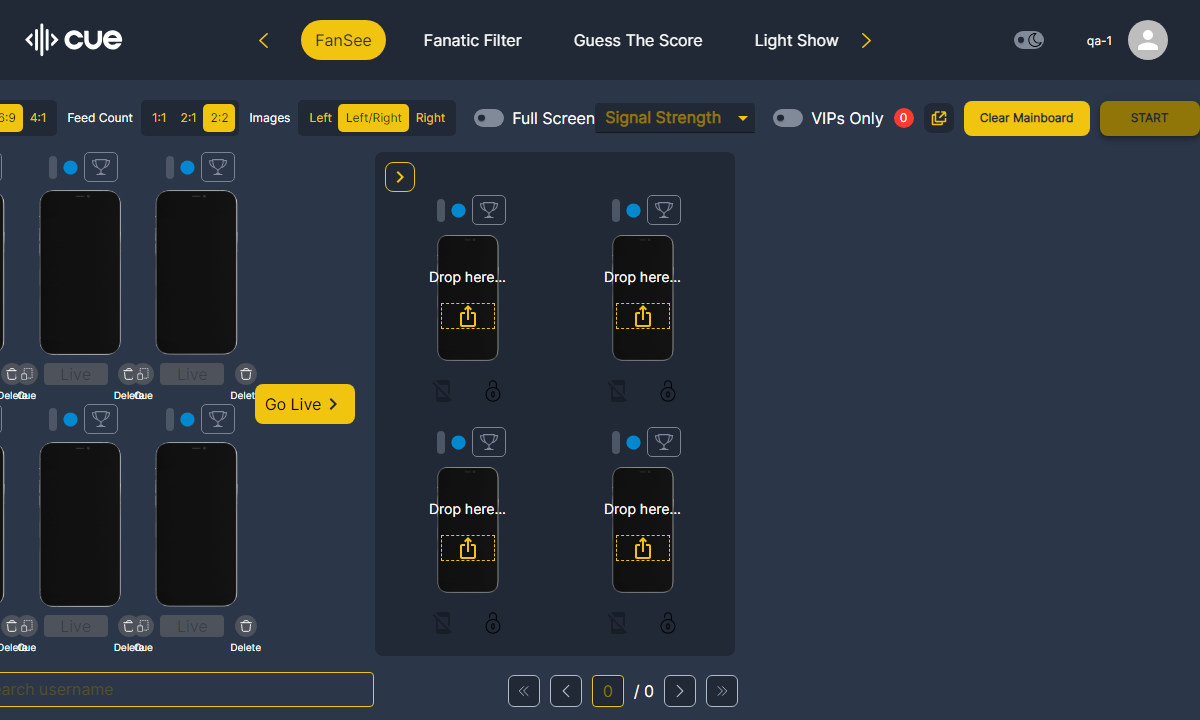 cue
FanSee
Fanatic Filter
Guess The Score
Light Show
qa-1
6:9
4:1
Feed Count
1:1
2:1
2:2
Images
Left
Left/Right
Right
Full Screen
Signal Strength
VIPs Only
0
Clear Mainboard
START
Drop here...
Drop here...
Live
Live
Delete
Cue
Delete
Cue
Delet
Go Live
Drop here...
Drop here...
Live
Live
Delete
Cue
Delete
Cue
Delete
arch username
0
/ 0